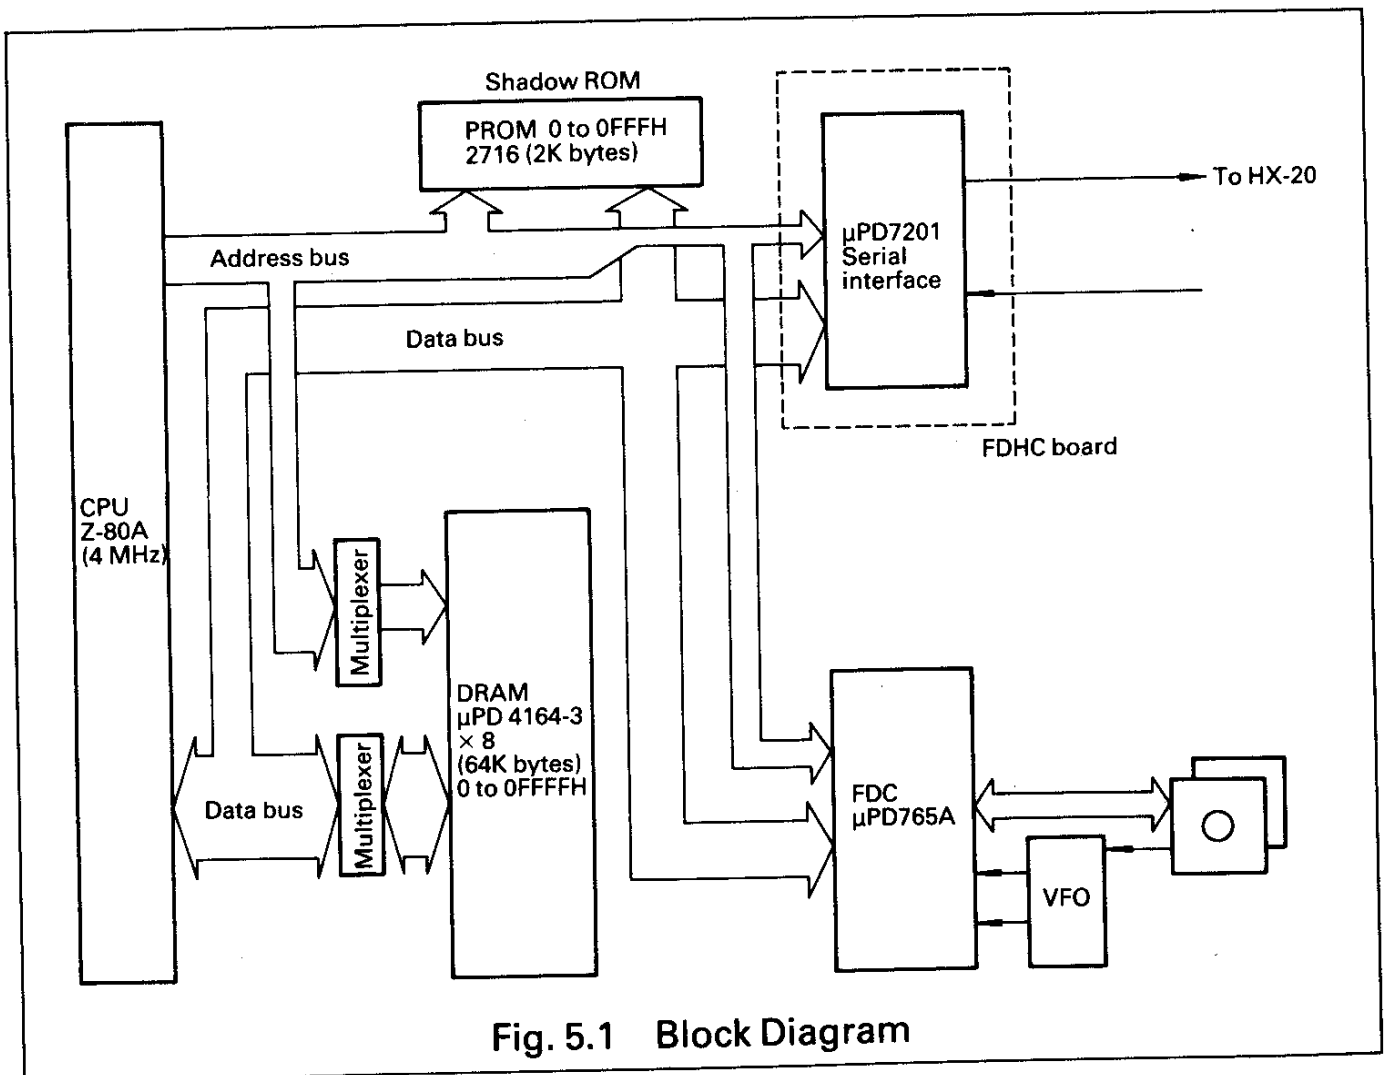 Shadow ROM
PROM 0 to 0FFFH
2716 (2K bytes)
To HX-20
µPD7201
Serial
interface
Address bus
Data bus
FDHC board
CPU
Z-80A
(4 MHz)
Multiplexer
DRAM
µPD 4164-3
× 8
(64K bytes)
0 to 0FFFFH
Multiplexer
Data bus
FDC
µPD765A
VFO
Fig. 5.1 Block Diagram